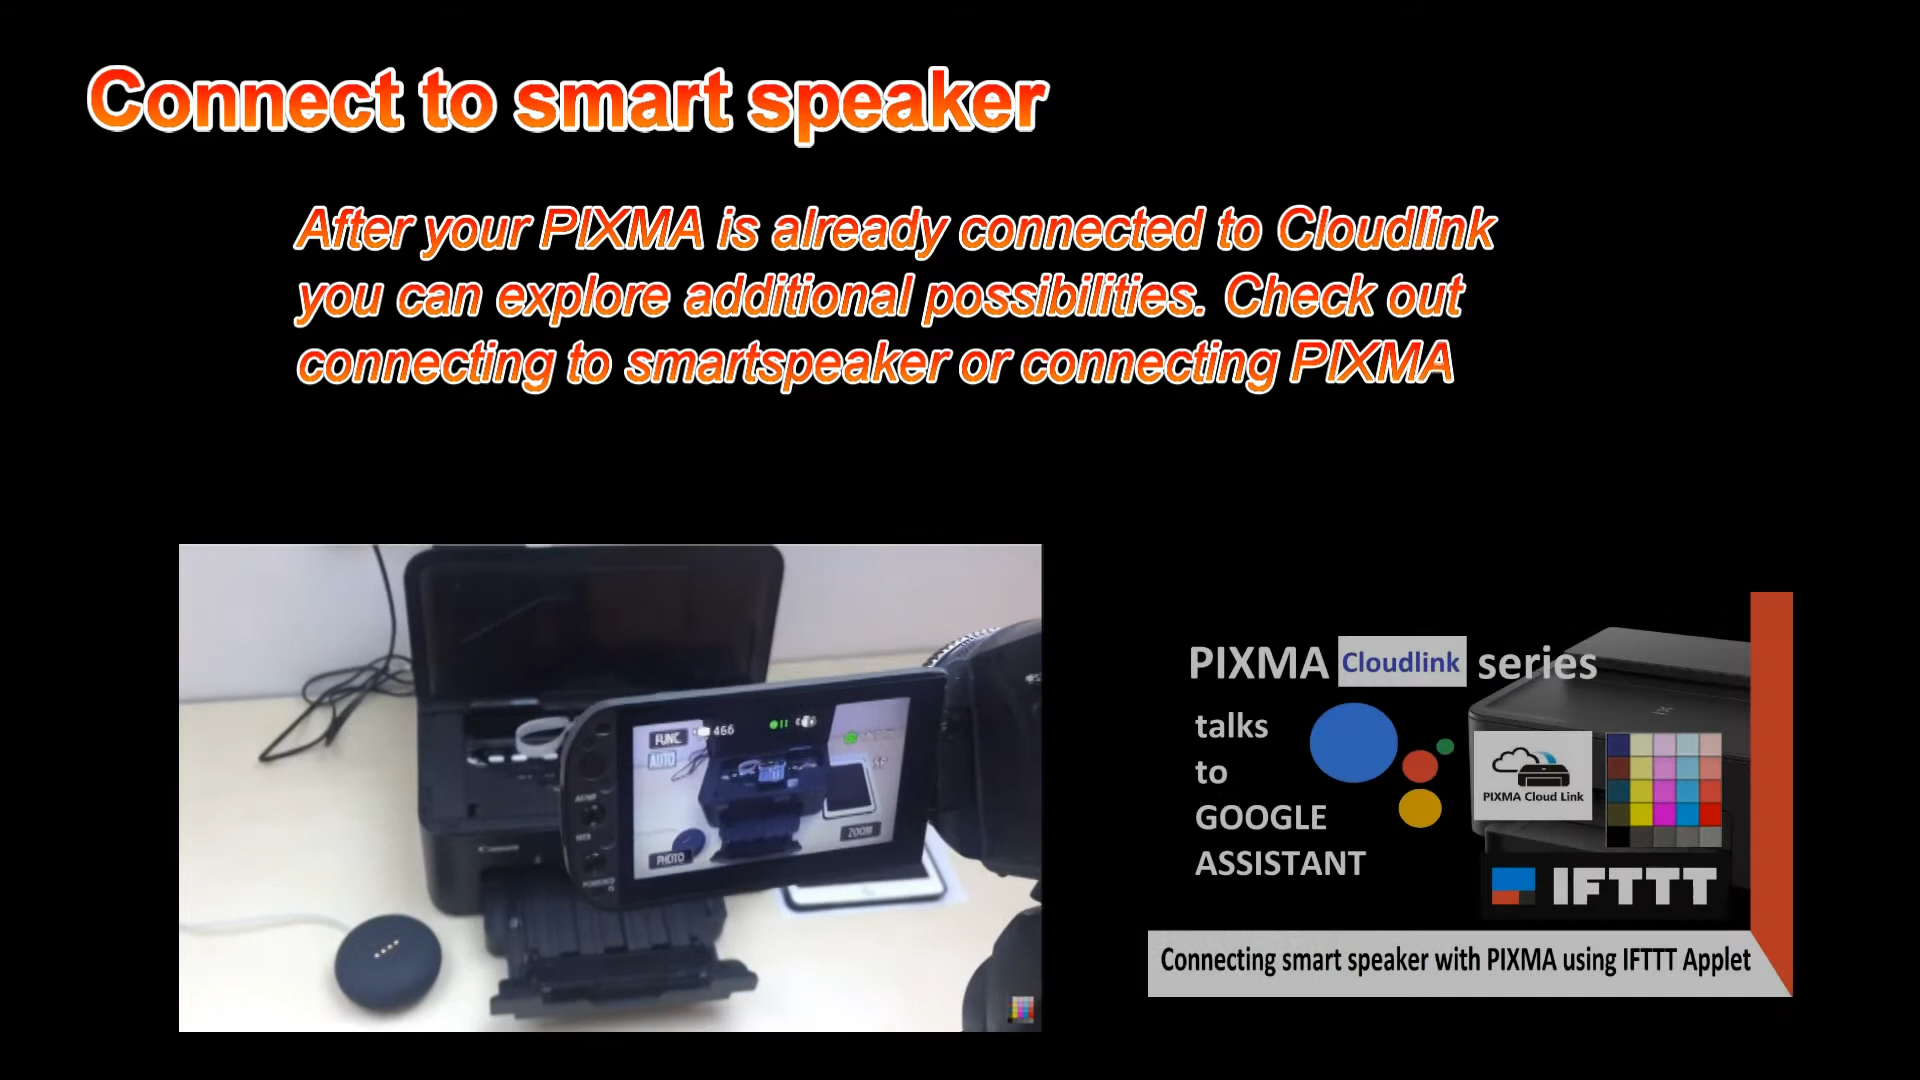 Connect to smart speaker
After your PIXMA is already connected to Cloudlink
you can explore additional possibilities. Check out
connecting to smartspeaker or connecting PIXMA
FUNC.
466
AUTO
ZOOM
PHOTO
Canon
PIXMA Cloudlink series
talks
to
GOOGLE
ASSISTANT
PIXMA Cloud Link
IFTTT
Connecting smart speaker with PIXMA using IFTTT Applet